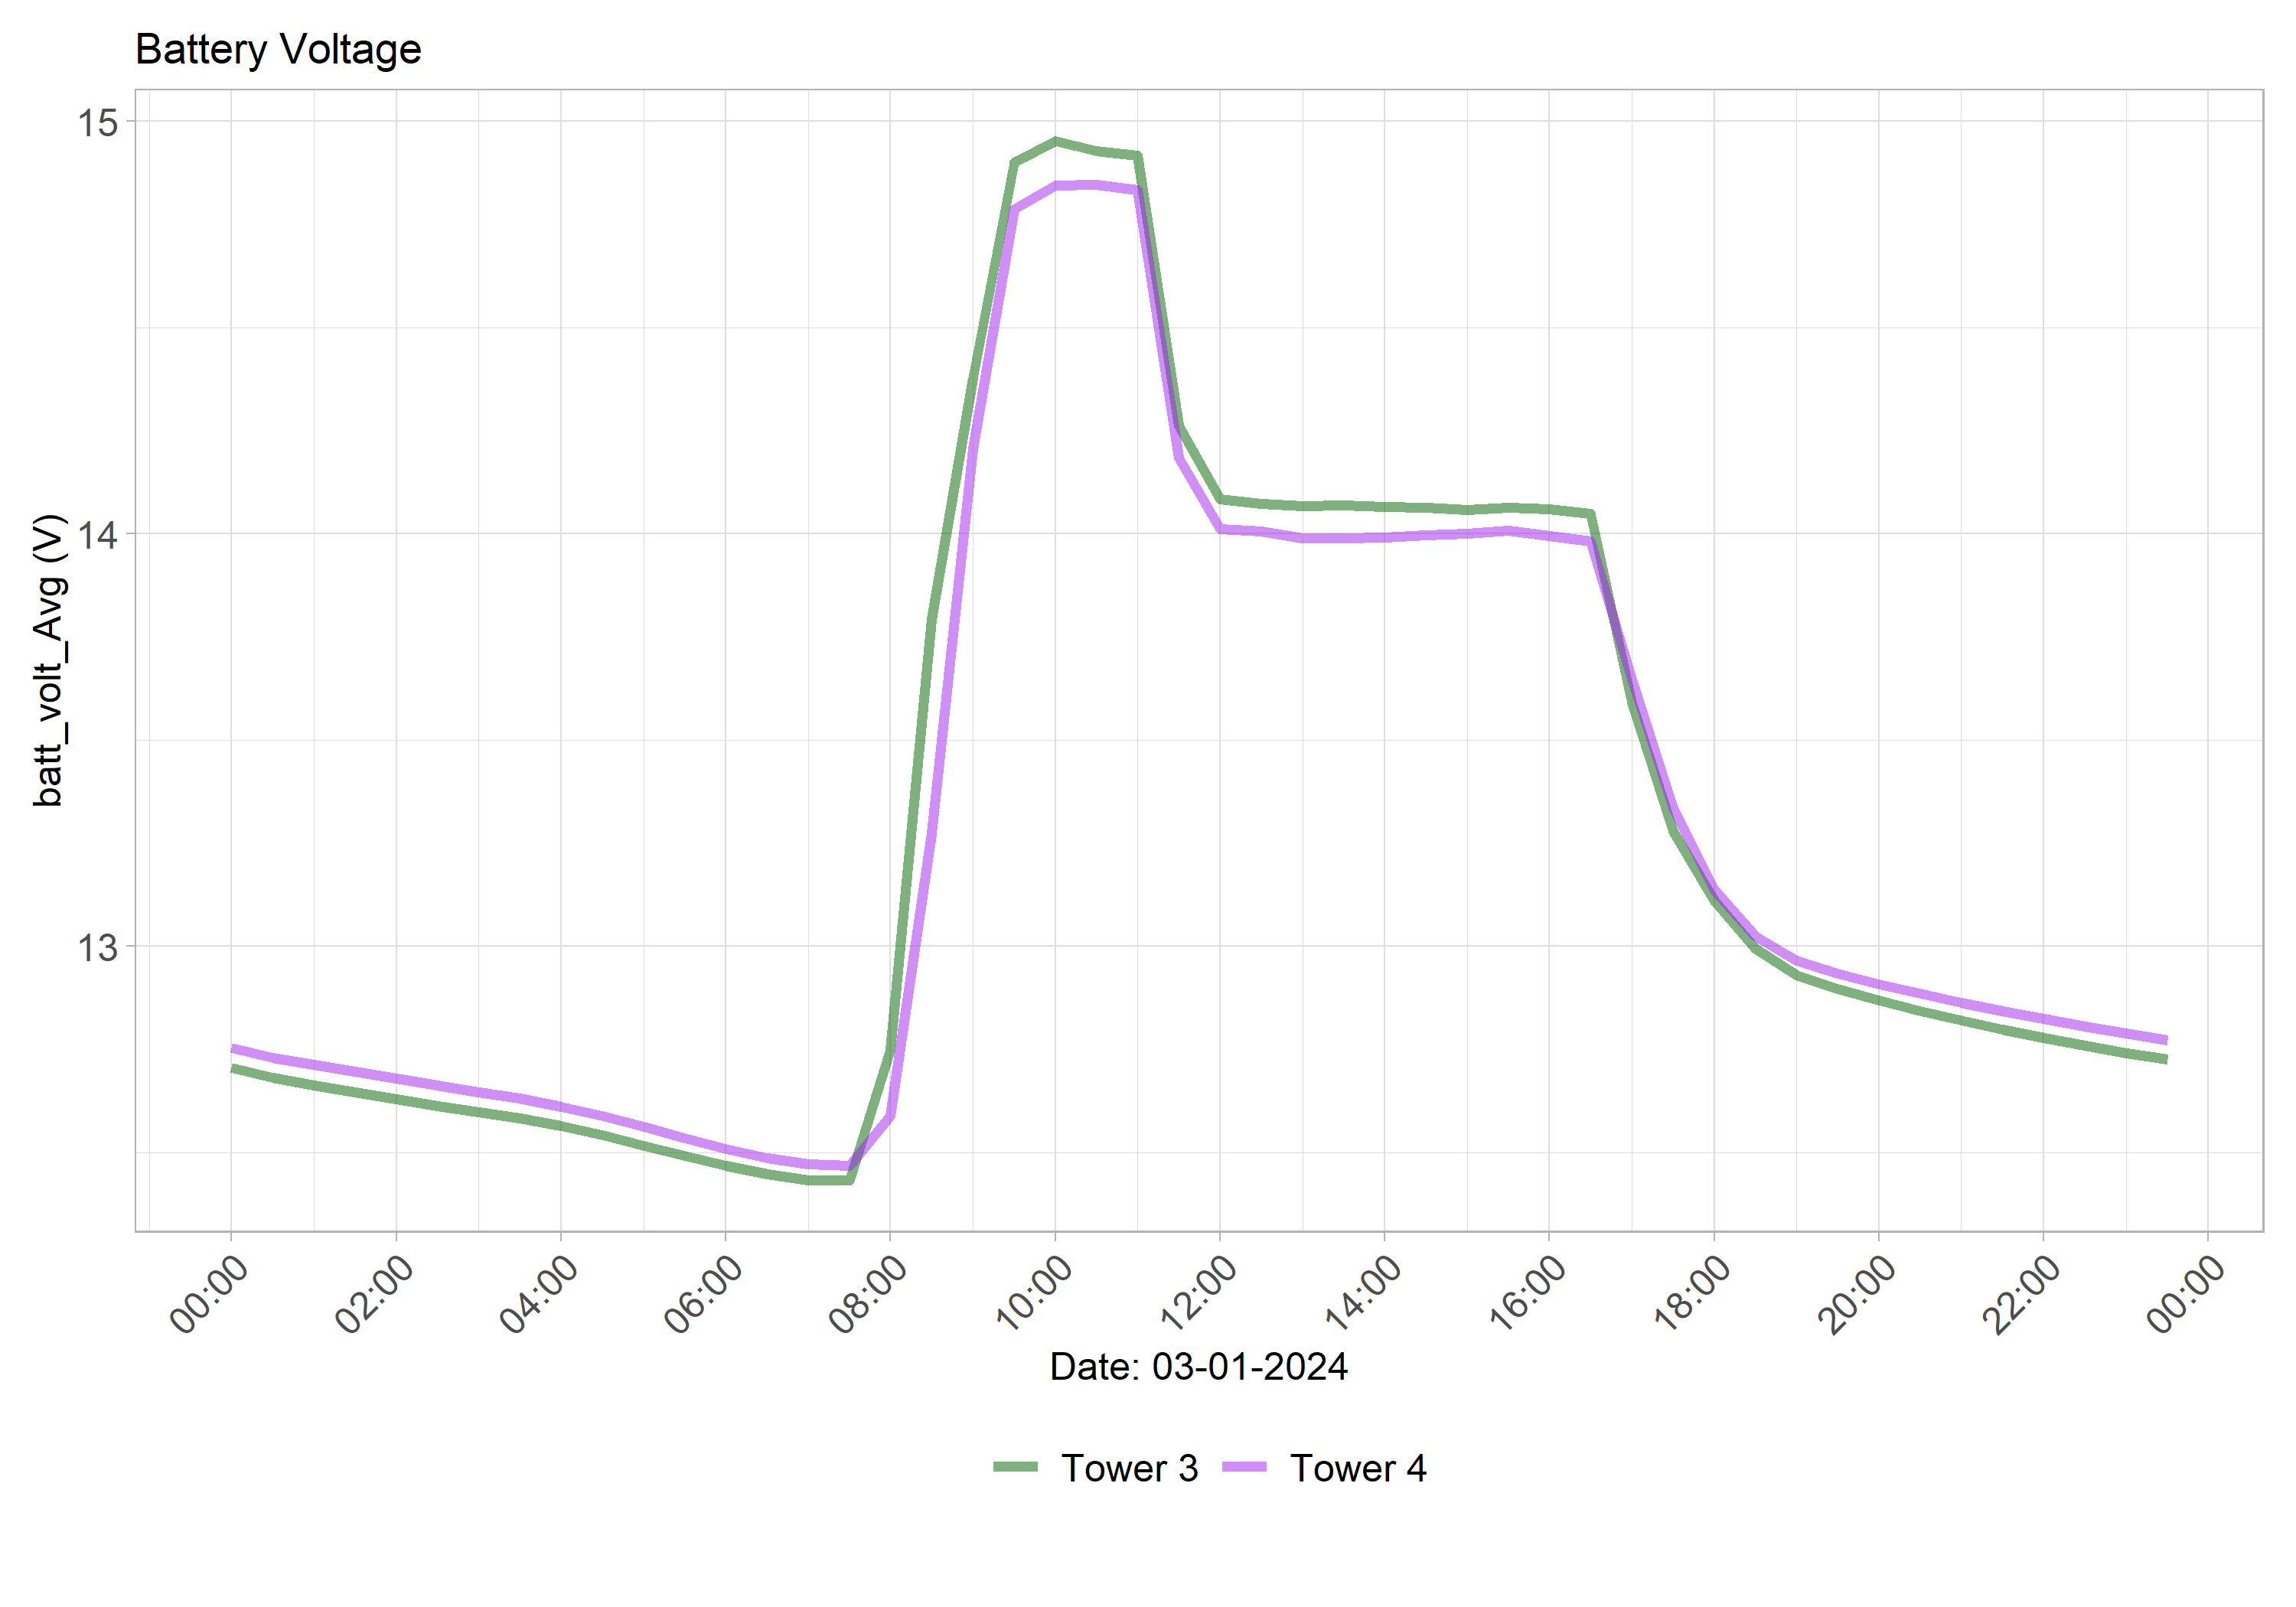 Battery Voltage
15
14
13
batt_volt_Avg (V)
00:00 02:00 04:00 06:00 08:00 10:00 12:00 14:00 16:00 18:00 20:00 22:00 00:00
Date: 03-01-2024
Tower 3 Tower 4